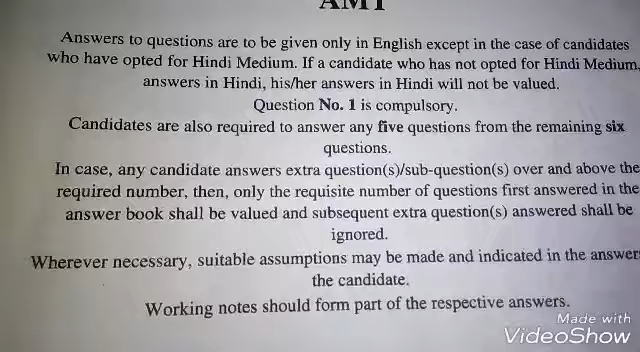 AMT
Answers to questions are to be given only in English except in the case of candidates
who have opted for Hindi Medium. If a candidate who has not opted for Hindi Medium,
answers in Hindi, his/her answers in Hindi will not be valued.
Question No. 1 is compulsory.
Candidates are also required to answer any five questions from the remaining six
questions.
In case, any candidate answers extra question(s)/sub-question(s) over and above the
required number, then, only the requisite number of questions first answered in the
answer book shall be valued and subsequent extra question(s) answered shall be
ignored.
Wherever necessary, suitable assumptions may be made and indicated in the answer
the candidate.
Working notes should form part of the respective answers.
Made with
VideoShow